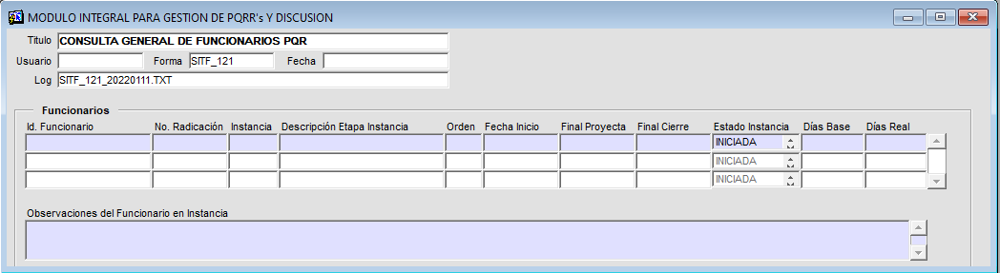 MODULO INTEGRAL PARA GESTION DE PQRR's Y DISCUSION
Titulo CONSULTA GENERAL DE FUNCIONARIOS PQR
Usuario Forma SITF_121 Fecha
Log SITF_121_20220111.TXT
Funcionarios
Id. Funcionario No. Radicación Instancia Descripción Etapa Instancia Orden Fecha Inicio Final Proyecta Final Cierre Estado Instancia Días Base Días Real
INICIADA
INICIADA
INICIADA
Observaciones del Funcionario en Instancia